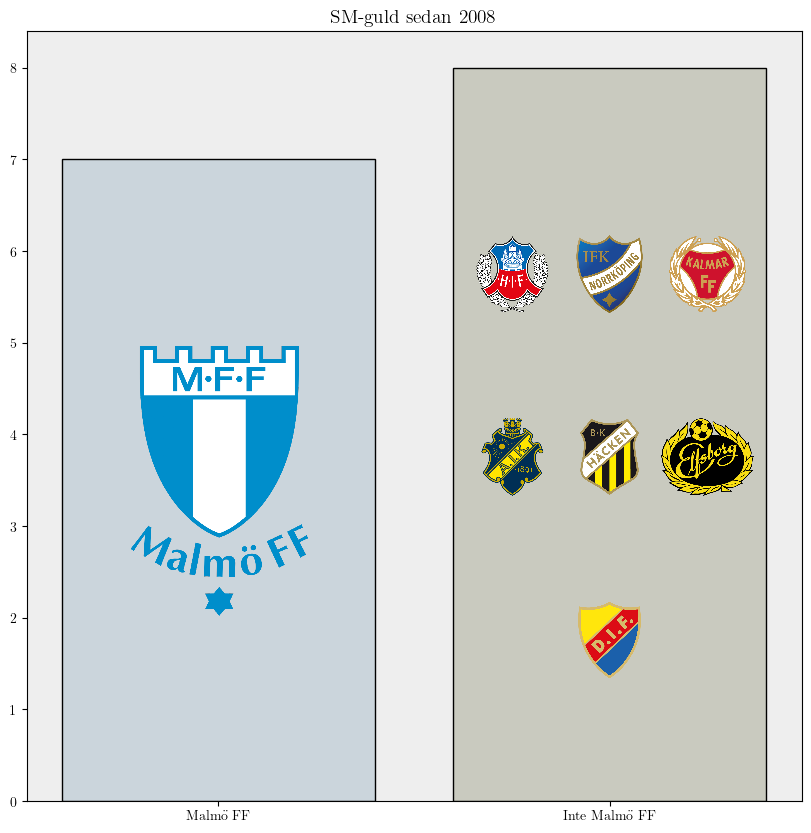 SM-guld sedan 2008
8
7
6
5
4
3
2
1
0
M·F·F
Malmö FF
H I F
IFK
NORRKÖPING
KALMAR
FF
A.I.K.
1891
B·K
HÄCKEN
Elfsborg
D.I.F.
Malmö FF
Inte Malmö FF